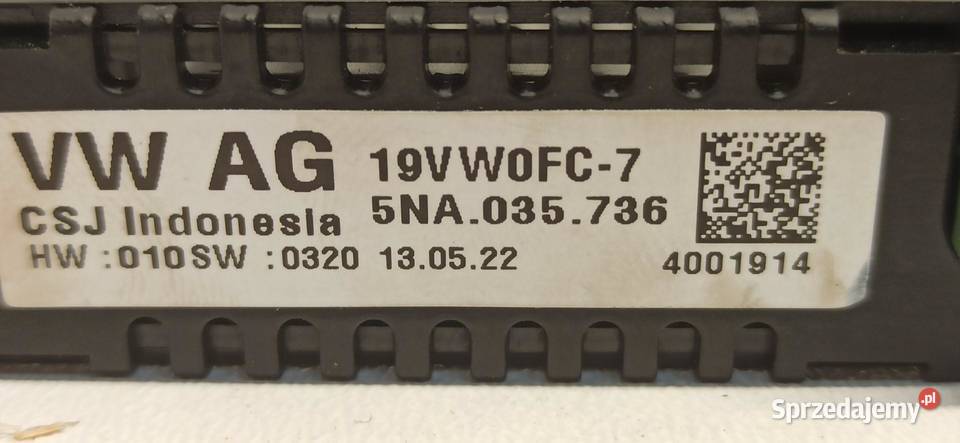 VW AG 19VW0FC-7
CSJ Indonesia 5NA.035.736
HW :010SW :0320 13.05.22 4001914
Sprzedajemy.pl